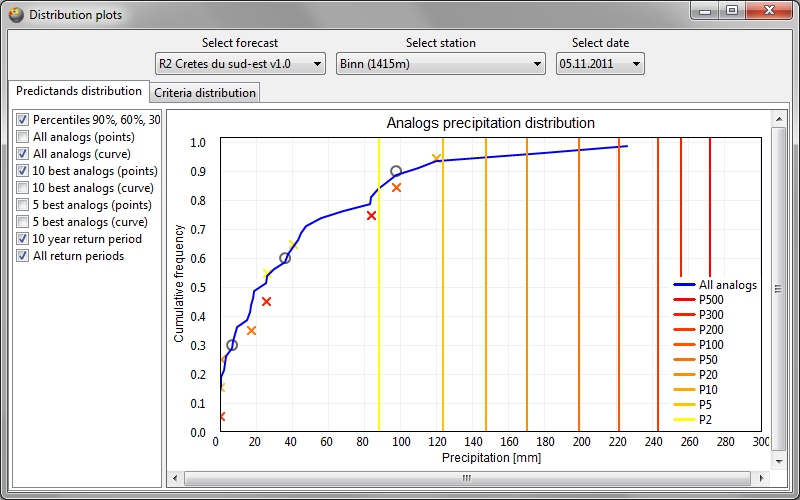 Distribution plots
Select forecast Select station Select date
R2 Cretes du sud-est v1.0 Binn (1415m) 05.11.2011
Predictands distribution Criteria distribution
Percentiles 90%, 60%, 30
All analogs (points)
All analogs (curve)
10 best analogs (points)
10 best analogs (curve)
5 best analogs (points)
5 best analogs (curve)
10 year return period
All return periods
Analogs precipitation distribution
Cumulative frequency
1.0
0.9
0.8
0.7
0.6
0.5
0.4
0.3
0.2
0.1
0.0
0 20 40 60 80 100 120 140 160 180 200 220 240 260 280 300
Precipitation [mm]
All analogs
P500
P300
P200
P100
P50
P20
P10
P5
P2